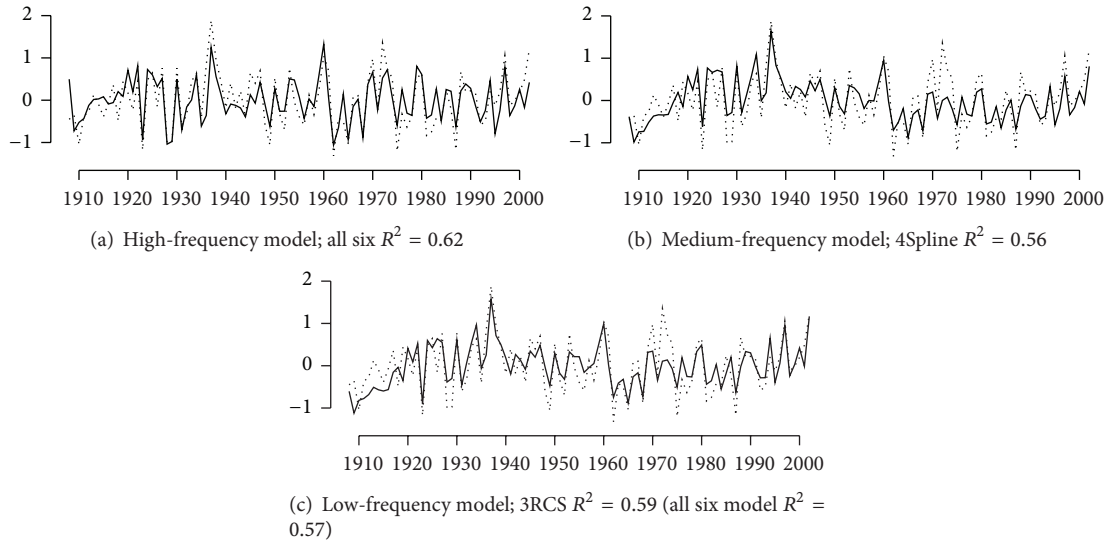 2
1
0
−1
1910 1920 1930 1940 1950 1960 1970 1980 1990 2000
(a) High-frequency model; all six R² = 0.62
2
1
0
−1
1910 1920 1930 1940 1950 1960 1970 1980 1990 2000
(b) Medium-frequency model; 4Spline R² = 0.56
2
1
0
−1
1910 1920 1930 1940 1950 1960 1970 1980 1990 2000
(c) Low-frequency model; 3RCS R² = 0.59 (all six model R² =
0.57)